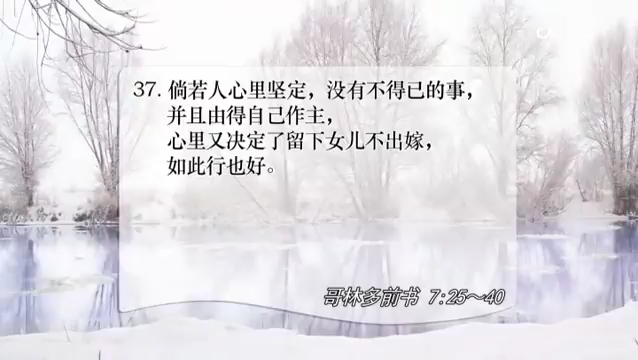 37. 倘若人心里坚定，没有不得已的事，
并且由得自己作主，
心里又决定了留下女儿不出嫁，
如此行也好。
哥林多前书 7:25～40